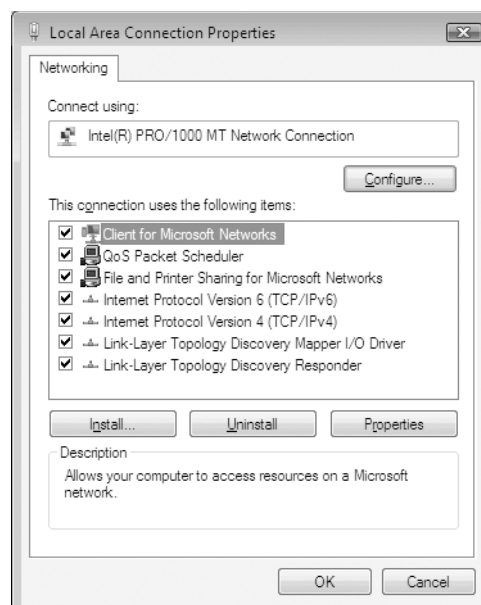 Local Area Connection Properties
Networking
Connect using:
Intel(R) PRO/1000 MT Network Connection
Configure...
This connection uses the following items:
Client for Microsoft Networks
QoS Packet Scheduler
File and Printer Sharing for Microsoft Networks
Internet Protocol Version 6 (TCP/IPv6)
Internet Protocol Version 4 (TCP/IPv4)
Link-Layer Topology Discovery Mapper I/O Driver
Link-Layer Topology Discovery Responder
Install...
Uninstall
Properties
Description
Allows your computer to access resources on a Microsoft
network.
OK
Cancel